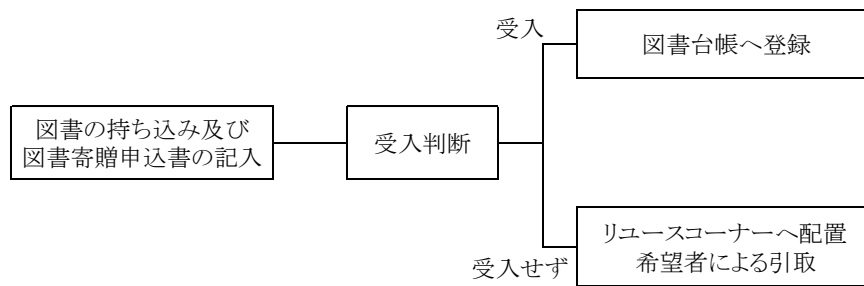 図書の持ち込み及び
図書寄贈申込書の記入
受入判断
受入
図書台帳へ登録
受入せず
リユースコーナーへ配置
希望者による引取